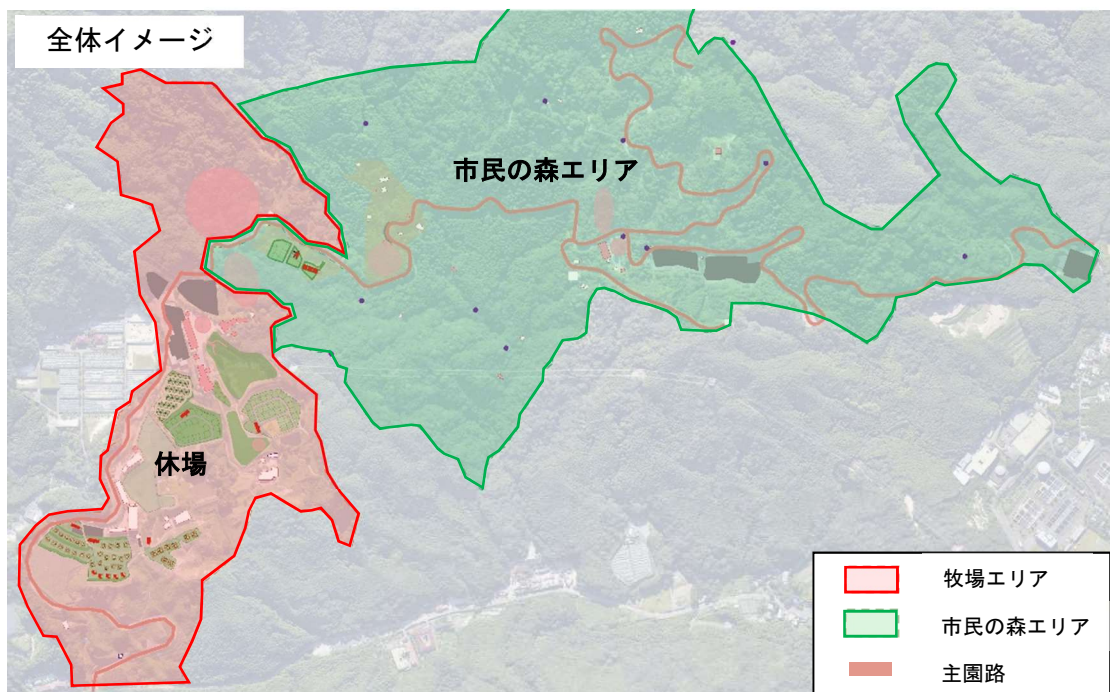 全体イメージ
市民の森エリア
休場
牧場エリア
市民の森エリア
主園路